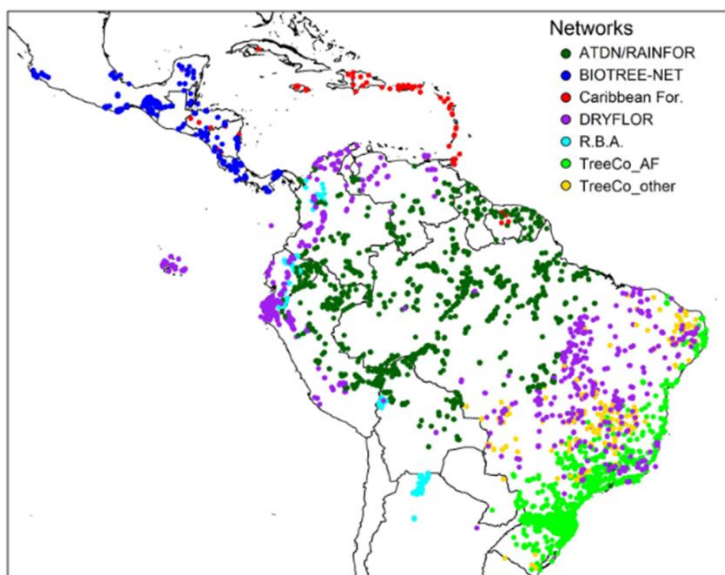 Networks
ATDN/RAINFOR
BIOTREE-NET
Caribbean For.
DRYFLOR
R.B.A.
TreeCo_AF
TreeCo_other